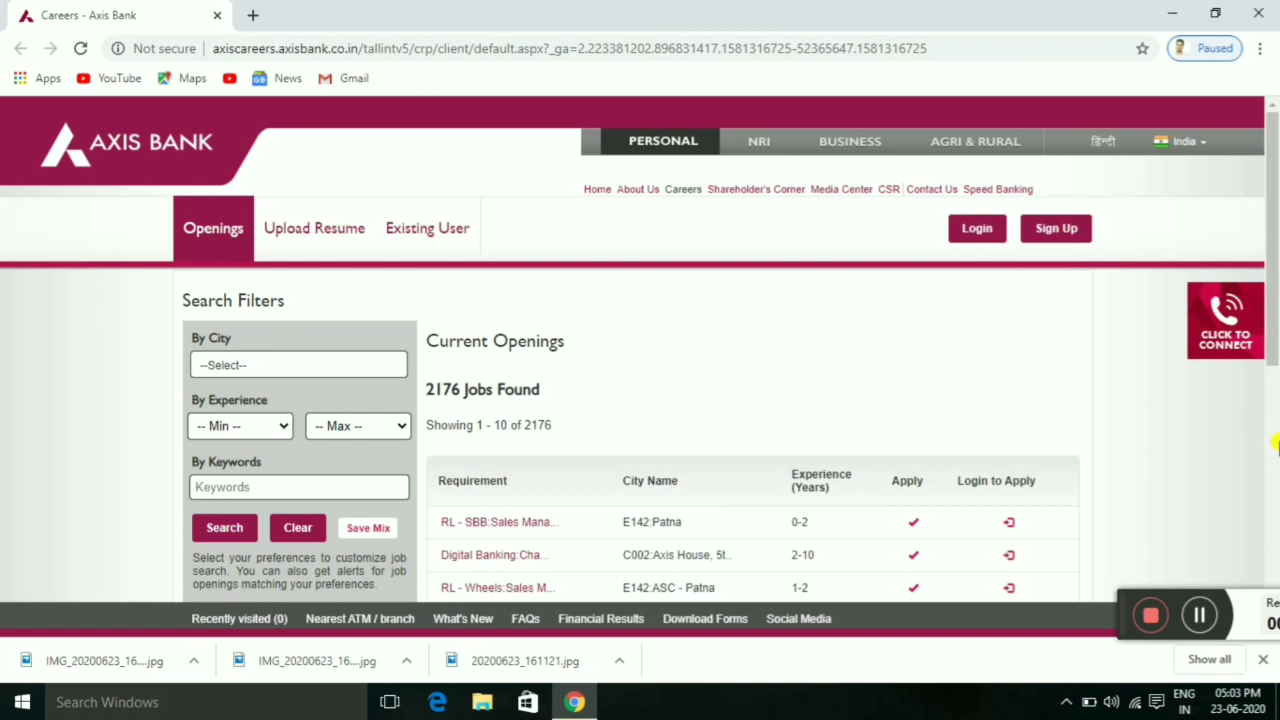 Careers - Axis Bank
Not secure
axiscareers.axisbank.co.in/tallintv5/crp/client/default.aspx?_ga=2.223381202.896831417.1581316725-52365647.1581316725
Paused
Apps YouTube Maps News Gmail
AXIS BANK
PERSONAL NRI BUSINESS AGRI & RURAL हिंदी India
Home About Us Careers Shareholder's Corner Media Center CSR Contact Us Speed Banking
Openings Upload Resume Existing User Login Sign Up
CLICK TO
CONNECT
Search Filters
By City
--Select--
By Experience
-- Min -- -- Max --
By Keywords
Keywords
Search Clear Save Mix
Select your preferences to customize job
search. You can also get alerts for job
openings matching your preferences.
Current Openings
2176 Jobs Found
Showing 1 - 10 of 2176
Requirement City Name Experience (Years) Apply Login to Apply
RL - SBB:Sales Mana... E142:Patna 0-2
Digital Banking:Cha... C002:Axis House, 5t.. 2-10
RL - Wheels:Sales M... E142:ASC - Patna 1-2
Recently visited (0) Nearest ATM / branch What's New FAQs Financial Results Download Forms Social Media
Re
00
IMG_20200623_16....jpg IMG_20200623_16....jpg 20200623_161121.jpg Show all
Search Windows
ENG 05:03 PM
IN 23-06-2020